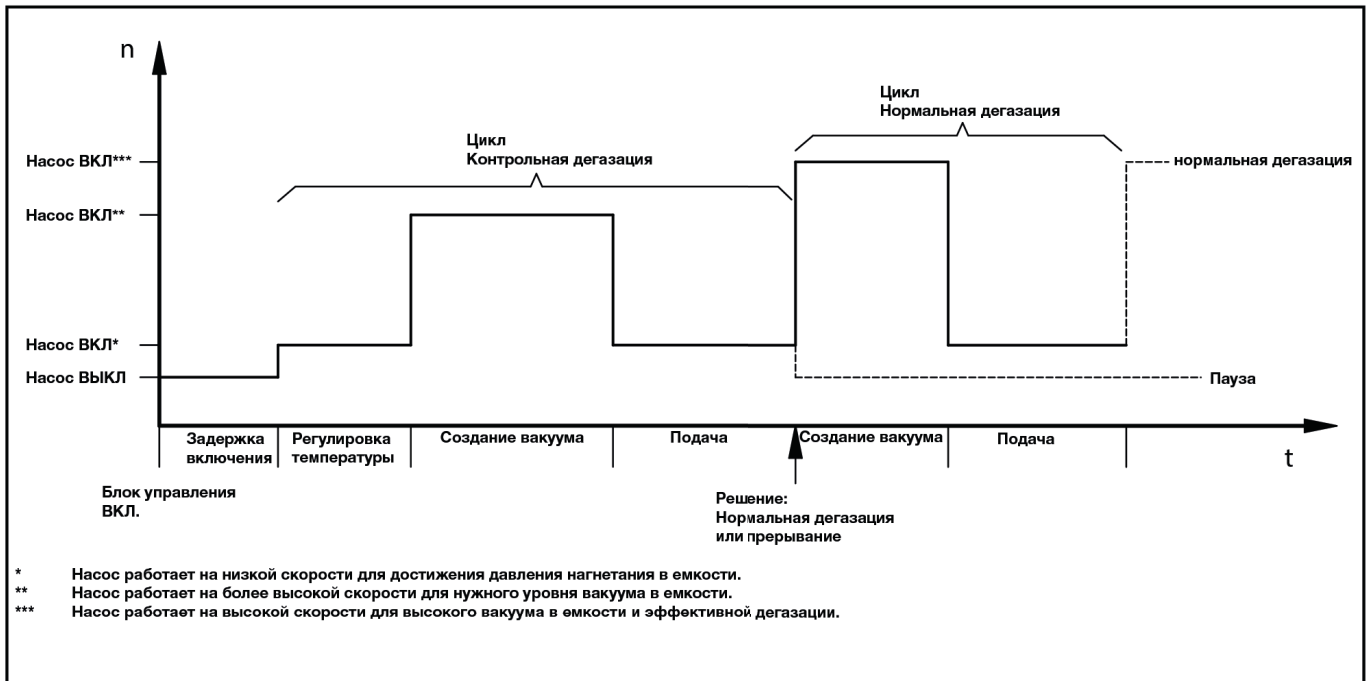 n
Цикл
Нормальная дегазация
Цикл
Контрольная дегазация
Насос ВКЛ***
нормальная дегазация
Насос ВКЛ**
Насос ВКЛ*
Насос ВЫКЛ
Пауза
Задержка
включения
Регулировка
температуры
Создание вакуума
Подача
Создание вакуума
Подача
t
Блок управления
ВКЛ.
Решение:
Нормальная дегазация
или прерывание
* Насос работает на низкой скорости для достижения давления нагнетания в емкости.
** Насос работает на более высокой скорости для нужного уровня вакуума в емкости.
*** Насос работает на высокой скорости для высокого вакуума в емкости и эффективной дегазации.